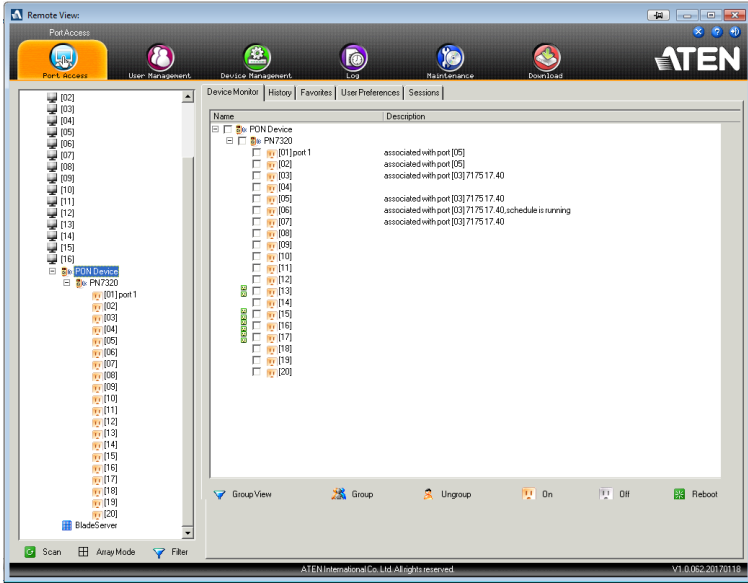 Remote View:
PortAccess
ATEN
Port Access
User Management
Device Management
Log
Maintenance
Download
[02]
[03]
[04]
[05]
[06]
[07]
[08]
[09]
[10]
[11]
[12]
[13]
[14]
[15]
[16]
PON Device
PN7320
[01] port 1
[02]
[03]
[04]
[05]
[06]
[07]
[08]
[09]
[10]
[11]
[12]
[13]
[14]
[15]
[16]
[17]
[18]
[19]
[20]
BladeServer
Scan Array Mode Filter
Device Monitor History Favorites User Preferences Sessions
Name Description
PON Device
PN7320
[01] port 1 associated with port [05]
[02] associated with port [05]
[03] associated with port [03] 7175 17.40
[04]
[05] associated with port [03] 7175 17.40
[06] associated with port [03] 7175 17.40,schedule is running
[07] associated with port [03] 7175 17.40
[08]
[09]
[10]
[11]
[12]
[13]
[14]
[15]
[16]
[17]
[18]
[19]
[20]
Group View Group Ungroup On Off Reboot
ATEN International Co. Ltd. All rights reserved. V1.0.062.20170118